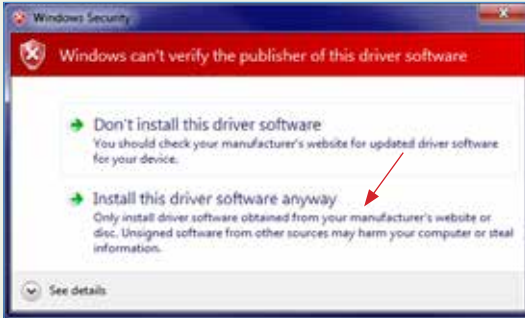 Windows Security
Windows can't verify the publisher of this driver software
Don't install this driver software
You should check your manufacturer's website for updated driver software
for your device.
Install this driver software anyway
Only install driver software obtained from your manufacturer's website or
disc. Unsigned software from other sources may harm your computer or steal
information.
See details